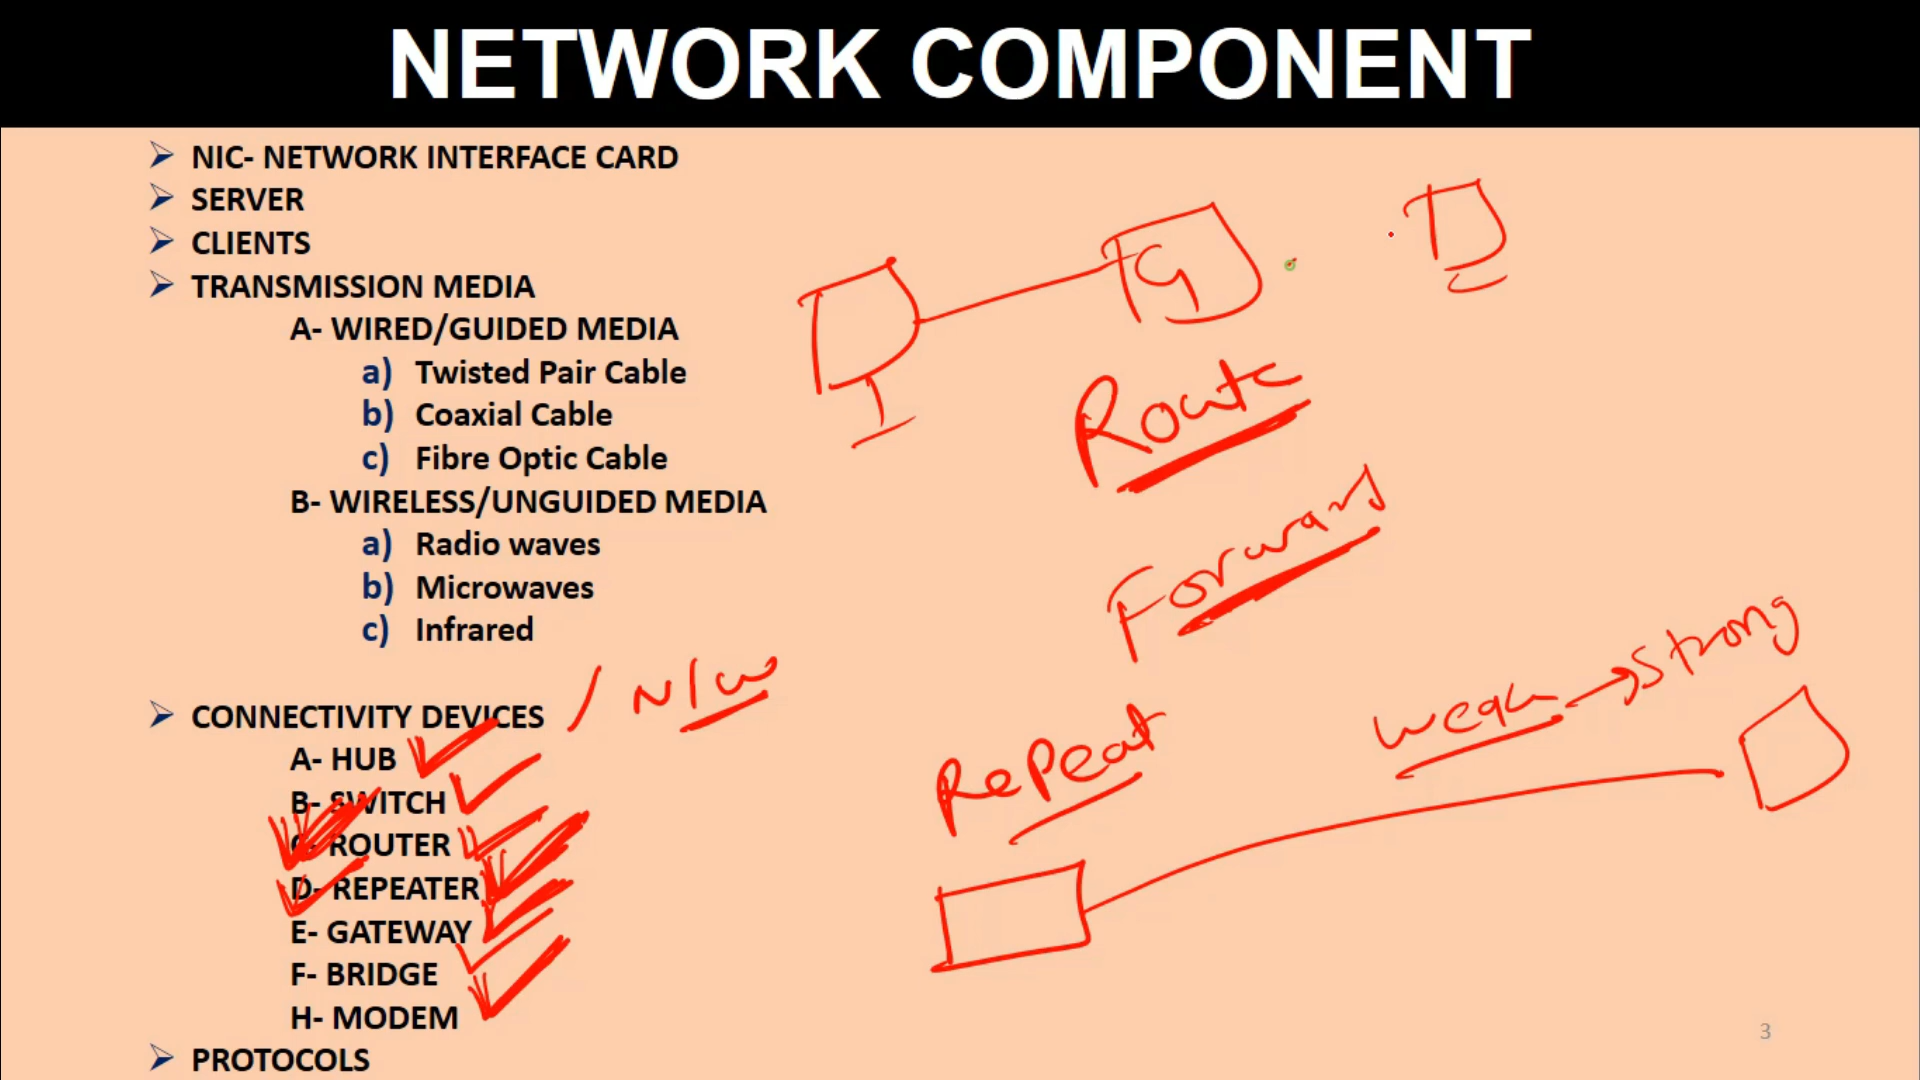 NETWORK COMPONENT
NIC- NETWORK INTERFACE CARD
SERVER
CLIENTS
TRANSMISSION MEDIA
A- WIRED/GUIDED MEDIA
a) Twisted Pair Cable
b) Coaxial Cable
c) Fibre Optic Cable
B- WIRELESS/UNGUIDED MEDIA
a) Radio waves
b) Microwaves
c) Infrared
CONNECTIVITY DEVICES / N/W
A- HUB
B- SWITCH
C- ROUTER
D- REPEATER
E- GATEWAY
F- BRIDGE
H- MODEM
PROTOCOLS
G
Route
Forward
weak → strong
RePeat
3